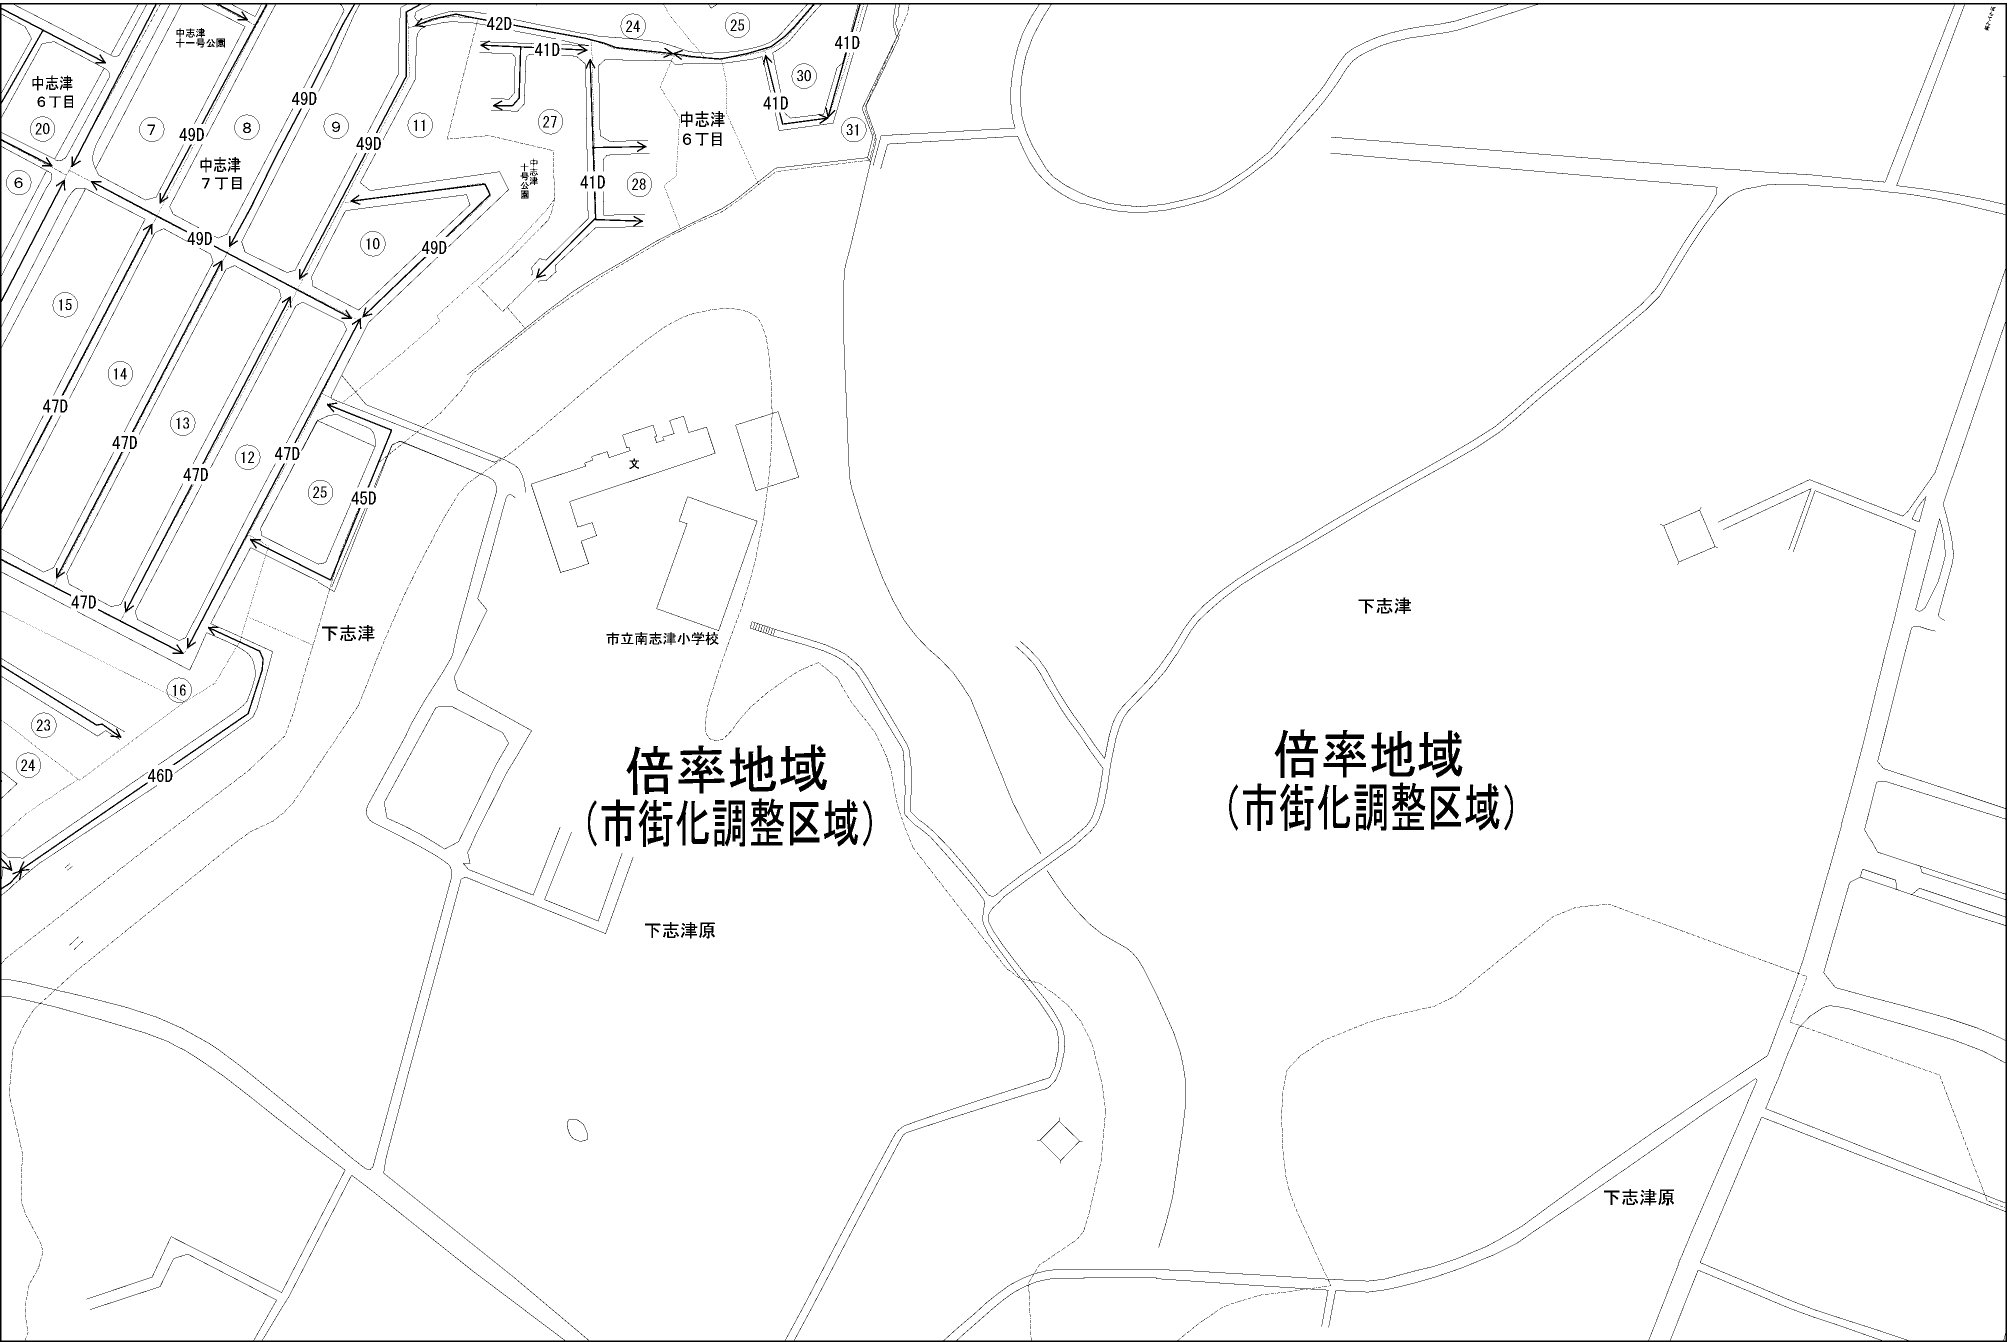 42D
24
25
中志津
十一号公園
41D
41D
中志津
６丁目
30
49D
41D
20
7
49D
8
9
11
27
中志津
６丁目
31
49D
中志津
７丁目
6
中志津
十号公園
41D
28
49D
10
49D
15
14
47D
13
47D
12
47D
47D
25
45D
文
47D
下志津
市立南志津小学校
下志津
16
23
24
46D
倍率地域
（市街化調整区域）
倍率地域
（市街化調整区域）
下志津原
下志津原